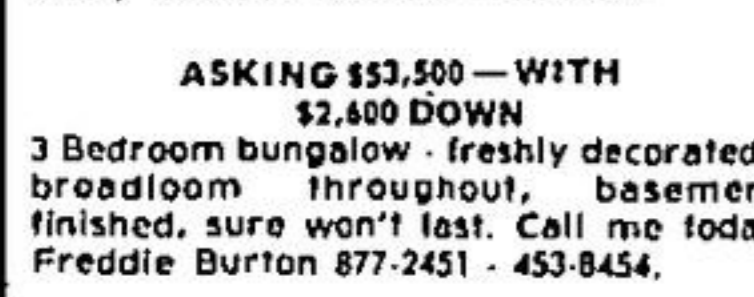 ASKING $53,500 — WITH
$2,600 DOWN
3 Bedroom bungalow - freshly decorated
broadloom throughout, basemen
finished, sure won't last. Call me toda
Freddie Burton 877-2451 - 453-8454.